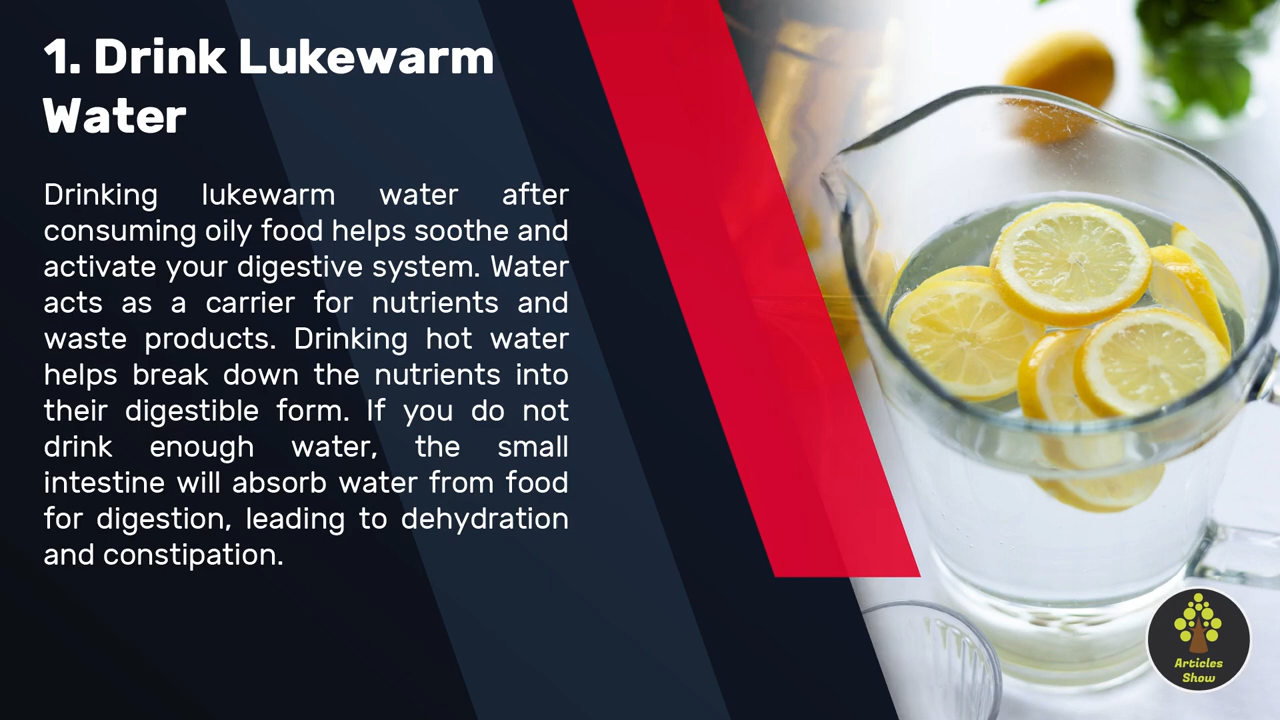 1. Drink Lukewarm
Water
Drinking lukewarm water after
consuming oily food helps soothe and
activate your digestive system. Water
acts as a carrier for nutrients and
waste products. Drinking hot water
helps break down the nutrients into
their digestible form. If you do not
drink enough water, the small
intestine will absorb water from food
for digestion, leading to dehydration
and constipation.
Articles
Show